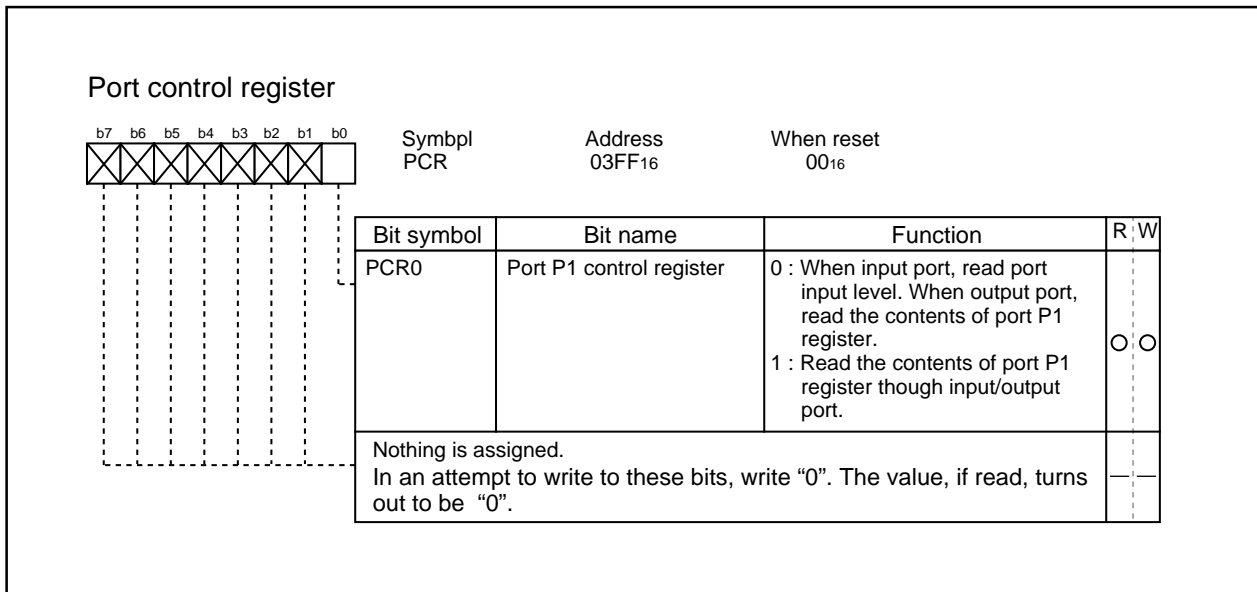 Port control register
b7 b6 b5 b4 b3 b2 b1 b0
Symbpl Address When reset
PCR 03FF16 0016
Bit symbol Bit name Function R W
PCR0 Port P1 control register 0 : When input port, read port
input level. When output port,
read the contents of port P1
register.
1 : Read the contents of port P1
register though input/output
port.
Nothing is assigned.
In an attempt to write to these bits, write “0”. The value, if read, turns
out to be “0”.